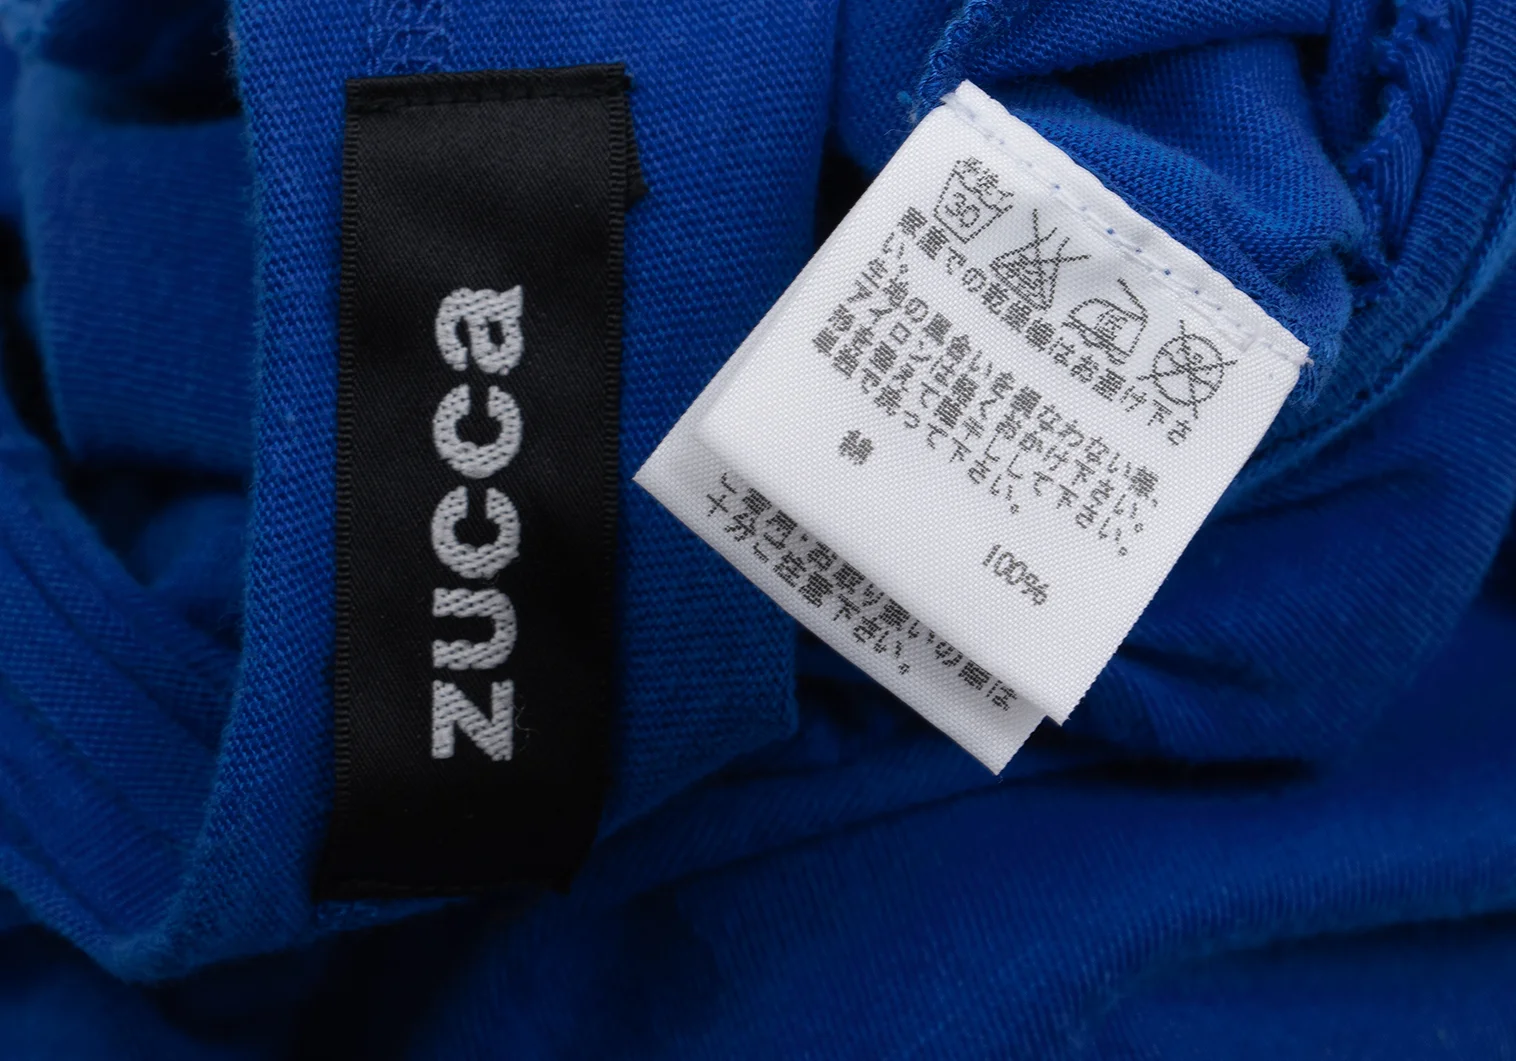 zucca
手洗イ
30
低
高温での乾燥機はお避け下さ
い。
生地の風合いを損なわない為、
アイロンは軽くおかけ下さい。
形を整えて陰干しして下さい。
単品で洗って下さい。
綿 100%
お取り扱いの際は
十分ご注意下さい。